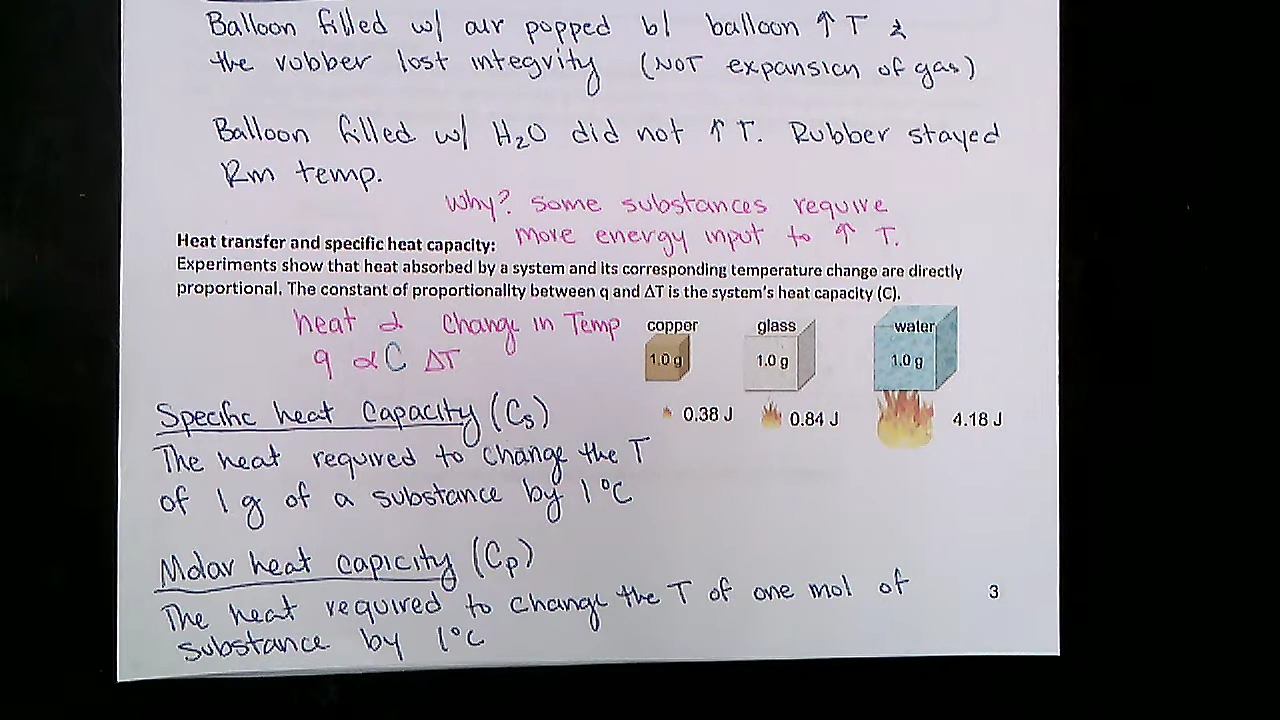 Balloon filled w/ air popped b/ balloon ↑ T &
the rubber lost integrity (NOT expansion of gas)
Balloon filled w/ H₂O did not ↑ T. Rubber stayed
Rm temp.
Why? some substances require
more energy input to ↑ T.
Heat transfer and specific heat capacity:
Experiments show that heat absorbed by a system and its corresponding temperature change are directly
proportional. The constant of proportionality between q and ΔT is the system's heat capacity (C).
heat α change in Temp
q α C ΔT
copper glass water
1.0 g 1.0 g 1.0 g
0.38 J 0.84 J 4.18 J
Specific heat Capacity (Cs)
The heat required to change the T
of 1 g of a substance by 1°C
Molar heat capicity (Cp)
The heat required to change the T of one mol of
substance by 1°C
3